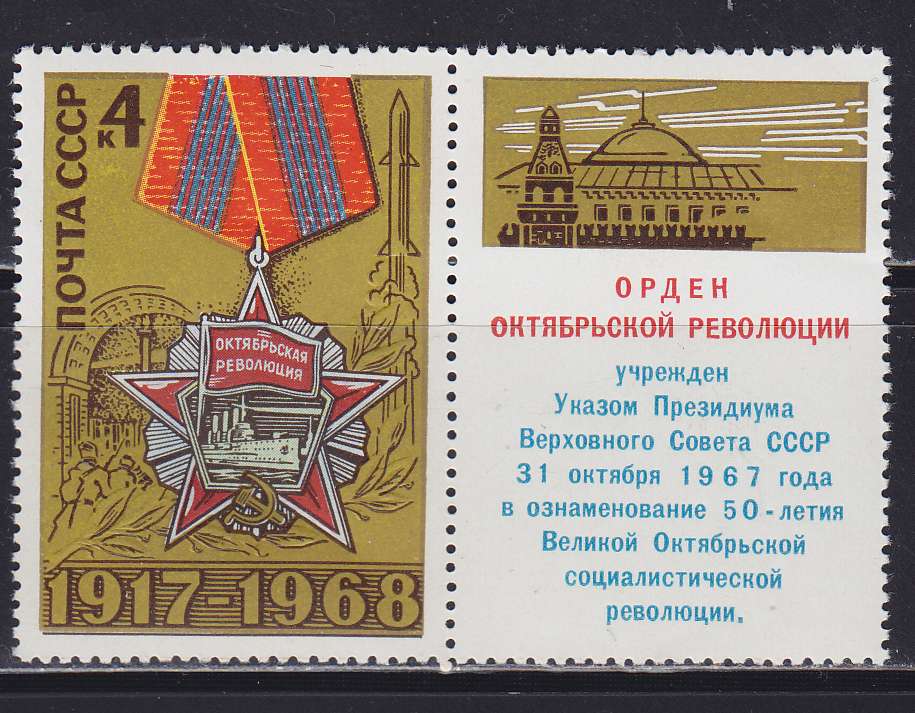 ПОЧТА СССР
4 к
ОКТЯБРЬСКАЯ
РЕВОЛЮЦИЯ
1917-1968
ОРДЕН
ОКТЯБРЬСКОЙ РЕВОЛЮЦИИ
учрежден
Указом Президиума
Верховного Совета СССР
31 октября 1967 года
в ознаменование 50-летия
Великой Октябрьской
социалистической
революции.